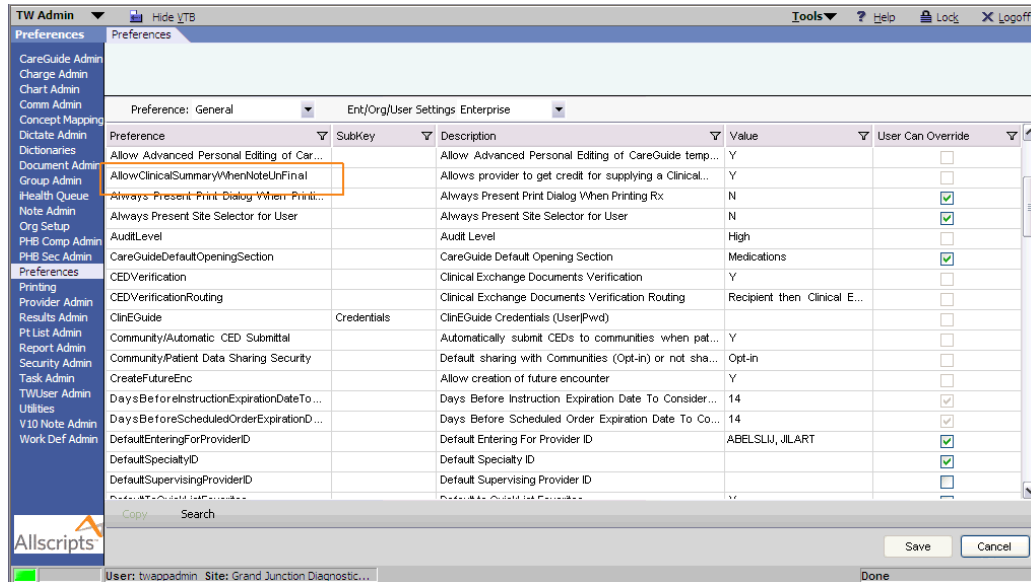 TW Admin Hide VTB Tools Help Lock Logoff
Preferences Preferences
CareGuide Admin
Charge Admin
Chart Admin
Comm Admin
Concept Mapping
Dictate Admin
Dictionaries
Document Admin
Group Admin
iHealth Queue
Note Admin
Org Setup
PHB Comp Admin
PHB Sec Admin
Preferences
Printing
Provider Admin
Results Admin
Pt List Admin
Report Admin
Security Admin
Task Admin
TWUser Admin
Utilities
V10 Note Admin
Work Def Admin
Allscripts
Preference: General Ent/Org/User Settings Enterprise
Preference SubKey Description Value User Can Override
Allow Advanced Personal Editing of Car... Allow Advanced Personal Editing of CareGuide temp... Y
AllowClinicalSummaryWhenNoteUnFinal Allows provider to get credit for supplying a Clinical... Y
Always Present Print Dialog When Printi... Always Present Print Dialog When Printing Rx N
Always Present Site Selector for User Always Present Site Selector for User N
AuditLevel Audit Level High
CareGuideDefaultOpeningSection CareGuide Default Opening Section Medications
CEDVerification Clinical Exchange Documents Verification Y
CEDVerificationRouting Clinical Exchange Documents Verification Routing Recipient then Clinical E...
ClinEGuide Credentials ClinEGuide Credentials (User|Pwd)
Community/Automatic CED Submittal Automatically submit CEDs to communities when pat... Y
Community/Patient Data Sharing Security Default sharing with Communities (Opt-in) or not sha... Opt-in
CreateFutureEnc Allow creation of future encounter Y
DaysBeforeInstructionExpirationDateTo... Days Before Instruction Expiration Date To Consider... 14
DaysBeforeScheduledOrderExpirationD... Days Before Scheduled Order Expiration Date To Co... 14
DefaultEnteringForProviderID Default Entering For Provider ID ABELSLIJ, JILART
DefaultSpecialtyID Default Specialty ID
DefaultSupervisingProviderID Default Supervising Provider ID
Copy Search
Save Cancel
User: twappadmin Site: Grand Junction Diagnostic... Done